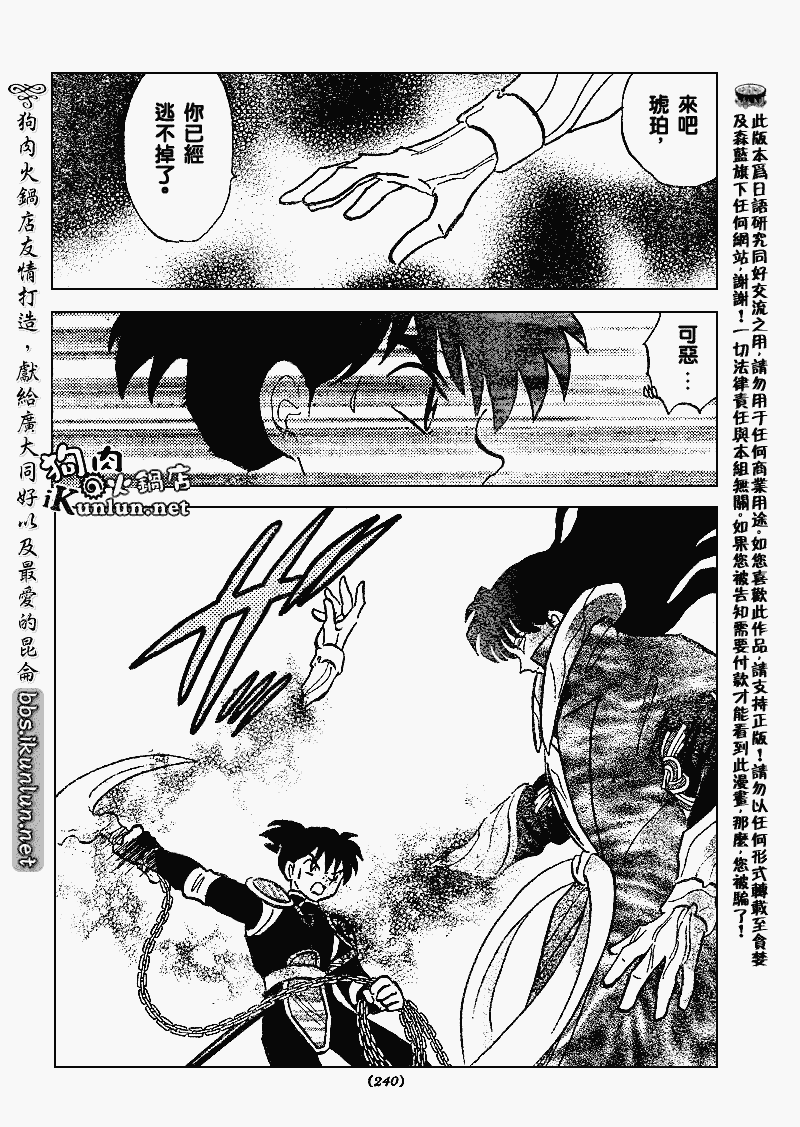 來吧
琥珀，
你已經
逃不掉了。
可惡…
狗肉
火鍋店
iKunlun.net
(240)
狗肉火鍋店友情打造，獻給廣大同好以及最愛的昆侖
bbs.ikunlun.net
此版本爲日語研究同好交流之用，請勿用于任何商業用途。如您喜歡此作品，請支持正版！請勿以任何形式轉載至貪婪
及森藍旗下任何網站，謝謝！一切法律責任與本組無關。如果您被告知需要付款才能看到此漫畫，那麼，您被騙了！